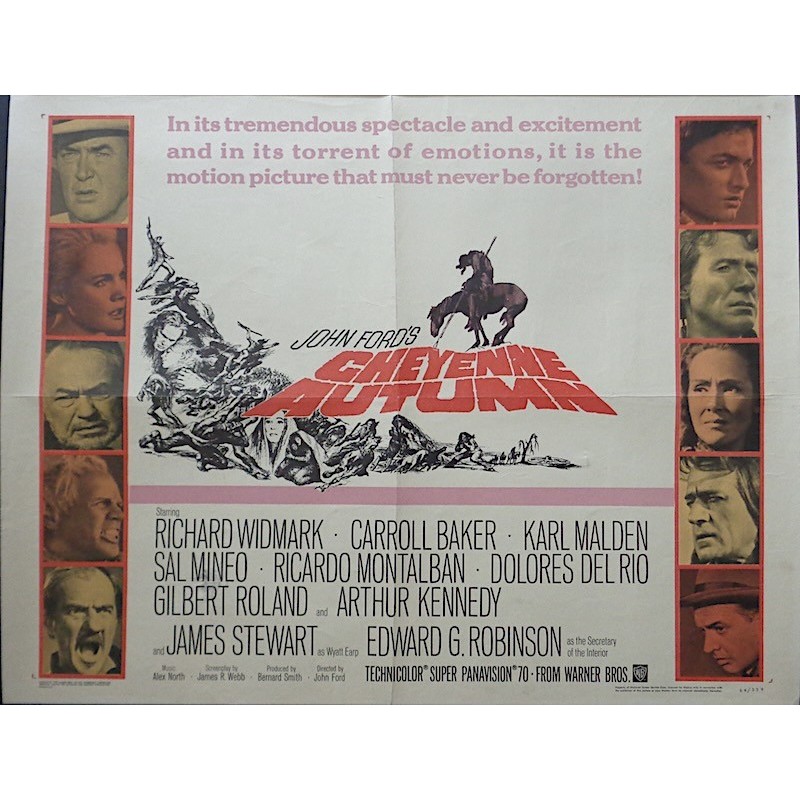 In its tremendous spectacle and excitement
and in its torrent of emotions, it is the
motion picture that must never be forgotten!
JOHN FORD'S
CHEYENNE
AUTUMN
Starring
RICHARD WIDMARK · CARROLL BAKER · KARL MALDEN
SAL MINEO · RICARDO MONTALBAN · DOLORES DEL RIO
GILBERT ROLAND and ARTHUR KENNEDY
and JAMES STEWART as Wyatt Earp EDWARD G. ROBINSON as the Secretary
of the Interior
Music Screenplay by Produced by Directed by
Alex North · James R. Webb · Bernard Smith · John Ford
TECHNICOLOR® SUPER PANAVISION® 70 · FROM WARNER BROS. WB